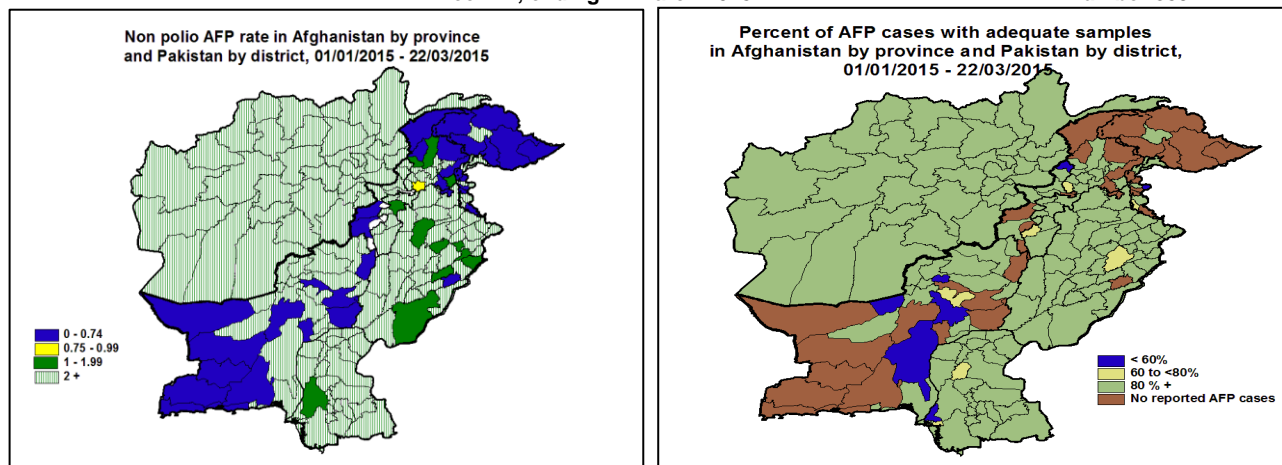 Non polio AFP rate in Afghanistan by province
and Pakistan by district, 01/01/2015 - 22/03/2015
0 - 0.74
0.75 - 0.99
1 - 1.99
2 +
Percent of AFP cases with adequate samples
in Afghanistan by province and Pakistan by district,
01/01/2015 - 22/03/2015
< 60%
60 to <80%
80 % +
No reported AFP cases